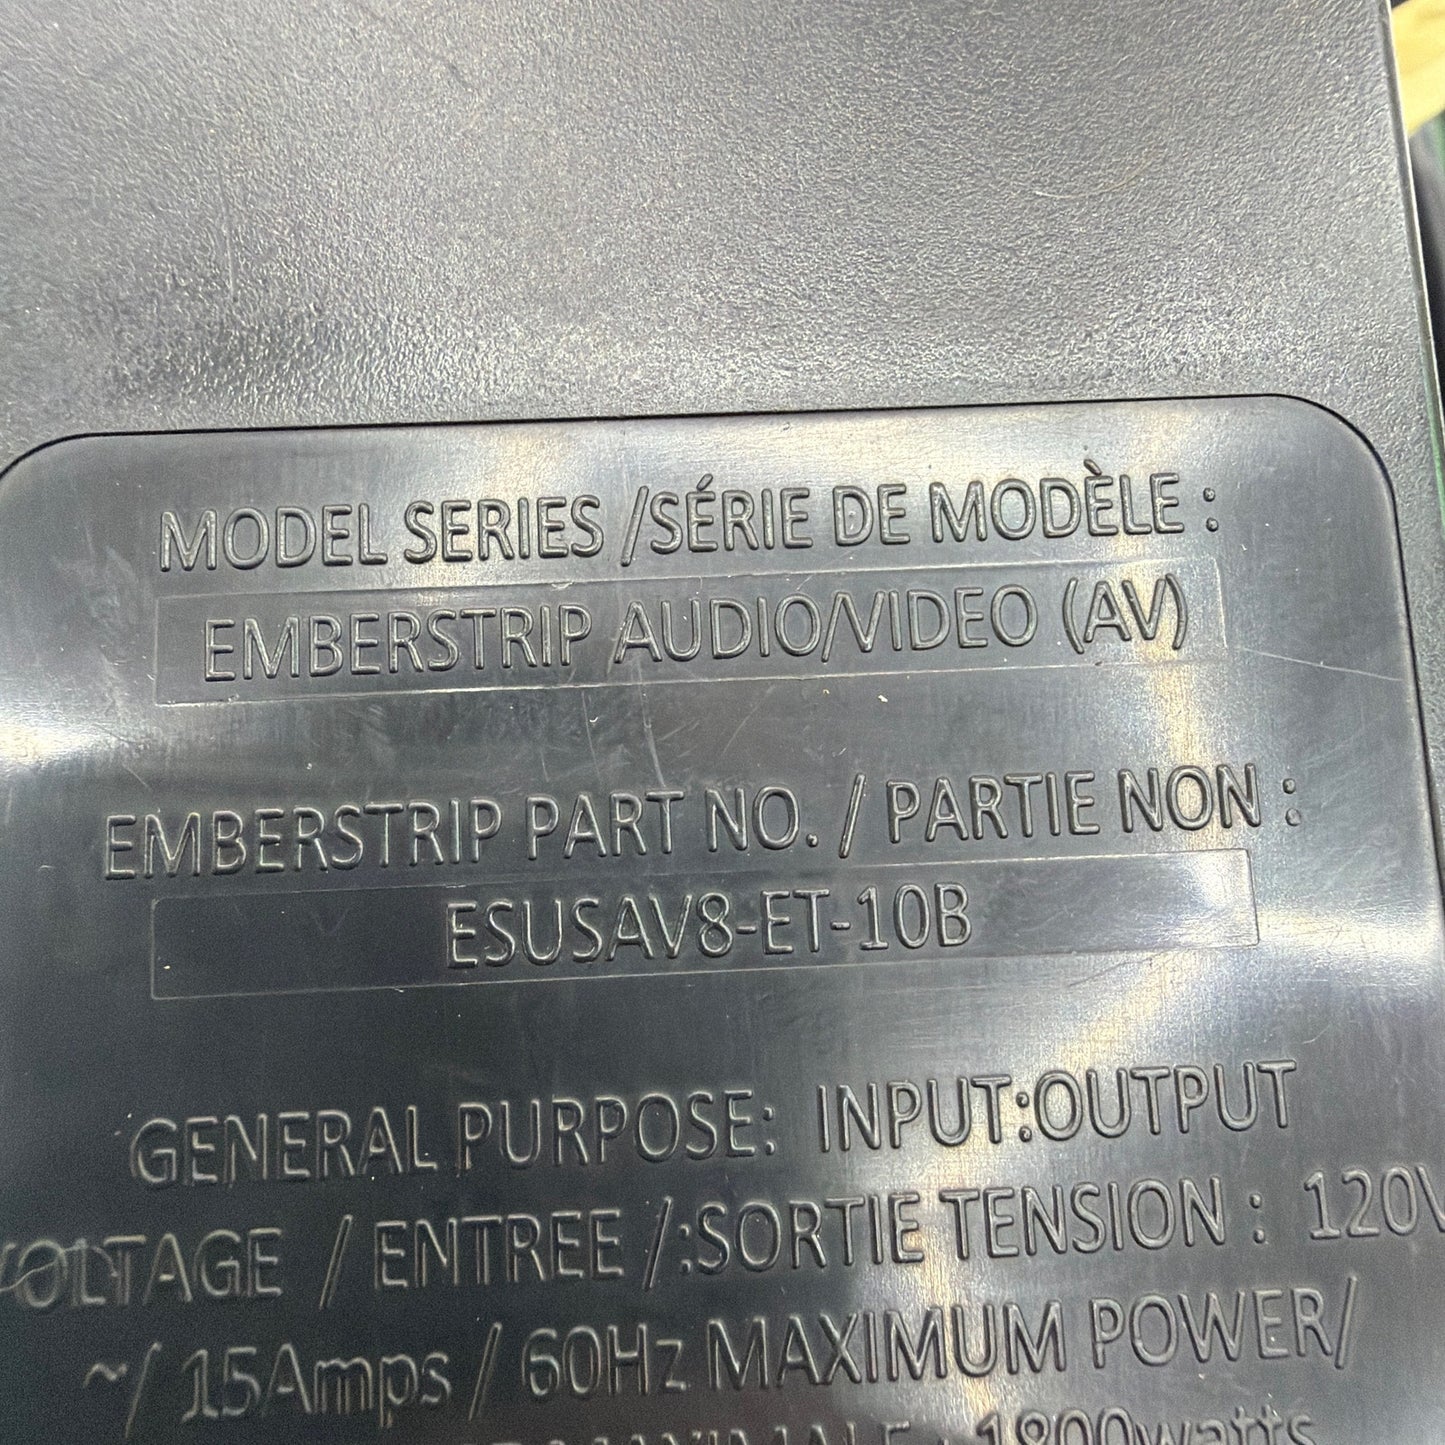 MODEL SERIES /SÉRIE DE MODÈLE :
EMBERSTRIP AUDIO/VIDEO (AV)
EMBERSTRIP PART NO. / PARTIE NON :
ESUSAV8-ET-10B
GENERAL PURPOSE: INPUT:OUTPUT
VOLTAGE / ENTREE /:SORTIE TENSION : 120V
~/ 15Amps / 60Hz MAXIMUM POWER/
: 1800watts